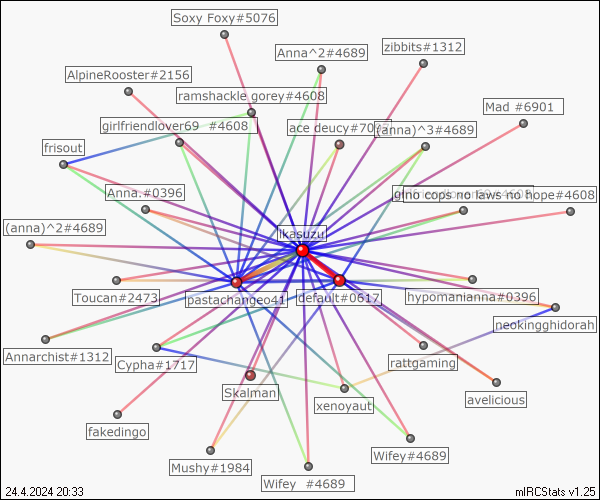 Soxy Foxy#5076
Anna^2#4689
zibbits#1312
AlpineRooster#2156
ramshackle gorey#4608
Mad #6901
girlfriendlover69 #4608
ace deucy#70
(anna)^3#4689
frisout
Anna.#0396
no cops no laws no hope#4608
(anna)^2#4689
ikasuzu
Toucan#2473
pastachangeo41
default#0617
hypomanianna#0396
neokingghidorah
Annarchist#1312
Cypha#1717
rattgaming
Skalman
xenoyaut
avelicious
fakedingo
Mushy#1984
Wifey #4689
Wifey#4689
24.4.2024 20:33
mIRCStats v1.25